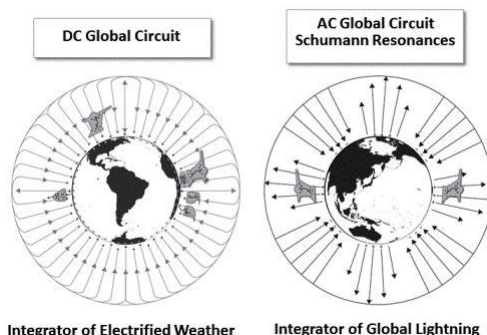 DC Global Circuit
AC Global Circuit
Schumann Resonances
Integrator of Electrified Weather
Integrator of Global Lightning